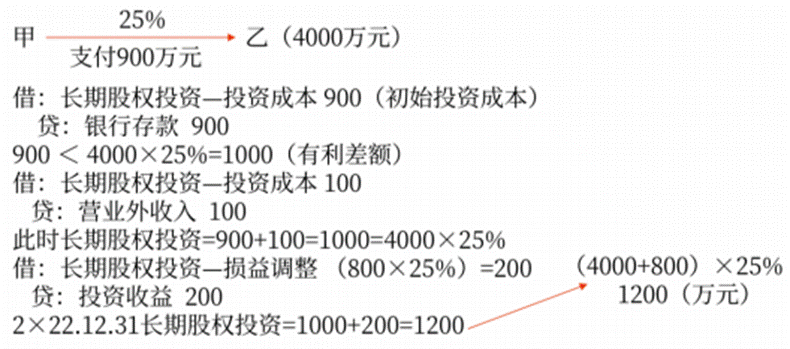 25%
甲 乙（4000万元）
支付900万元
借：长期股权投资—投资成本 900（初始投资成本）
贷：银行存款 900
900 ＜ 4000×25%=1000（有利差额）
借：长期股权投资—投资成本 100
贷：营业外收入 100
此时长期股权投资=900+100=1000=4000×25%
借：长期股权投资—损益调整 （800×25%）=200 （4000+800）×25%
贷：投资收益 200 1200（万元）
2×22.12.31长期股权投资=1000+200=1200